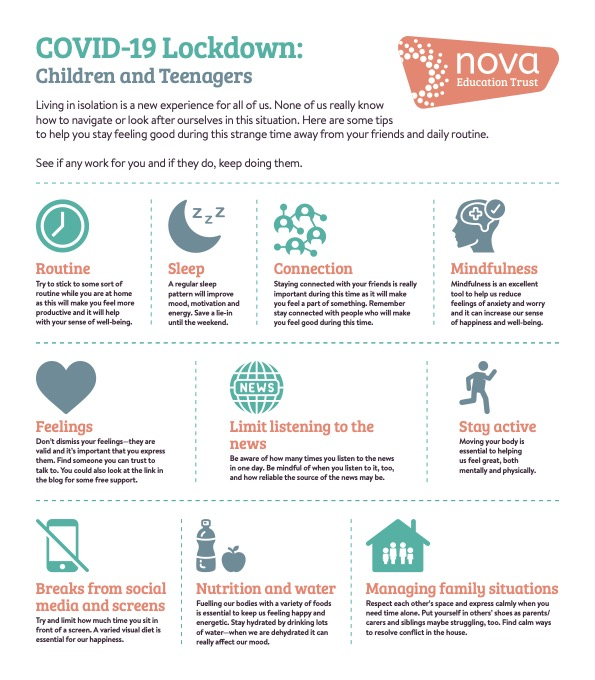 COVID-19 Lockdown:
Children and Teenagers
nova
Education Trust
Living in isolation is a new experience for all of us. None of us really know
how to navigate or look after ourselves in this situation. Here are some tips
to help you stay feeling good during this strange time away from your friends and daily routine.
See if any work for you and if they do, keep doing them.
Routine
Try to stick to some sort of
routine while you are at home
as this will make you feel more
productive and it will help
with your sense of well-being.
z z z
Sleep
A regular sleep
pattern will improve
mood, motivation and
energy. Save a lie-in
until the weekend.
Connection
Staying connected with your friends is really
important during this time as it will make
you feel a part of something. Remember
stay connected with people who will make
you feel good during this time.
Mindfulness
Mindfulness is an excellent
tool to help us reduce
feelings of anxiety and worry
and it can increase our sense
of happiness and well-being.
Feelings
Don't dismiss your feelings—they are
valid and it's important that you express
them. Find someone you can trust to
talk to. You could also look at the link in
the blog for some free support.
NEWS
Limit listening to the
news
Be aware of how many times you listen to the news
in one day. Be mindful of when you listen to it, too,
and how reliable the source of the news may be.
Stay active
Moving your body is
essential to helping
us feel great, both
mentally and physically.
Breaks from social
media and screens
Try and limit how much time you sit in
front of a screen. A varied visual diet is
essential for our happiness.
Nutrition and water
Fuelling our bodies with a variety of foods
is essential to keep us feeling happy and
energetic. Stay hydrated by drinking lots
of water—when we are dehydrated it can
really affect our mood.
Managing family situations
Respect each other's space and express calmly when you
need time alone. Put yourself in others' shoes as parents/
carers and siblings maybe struggling, too. Find calm ways
to resolve conflict in the house.